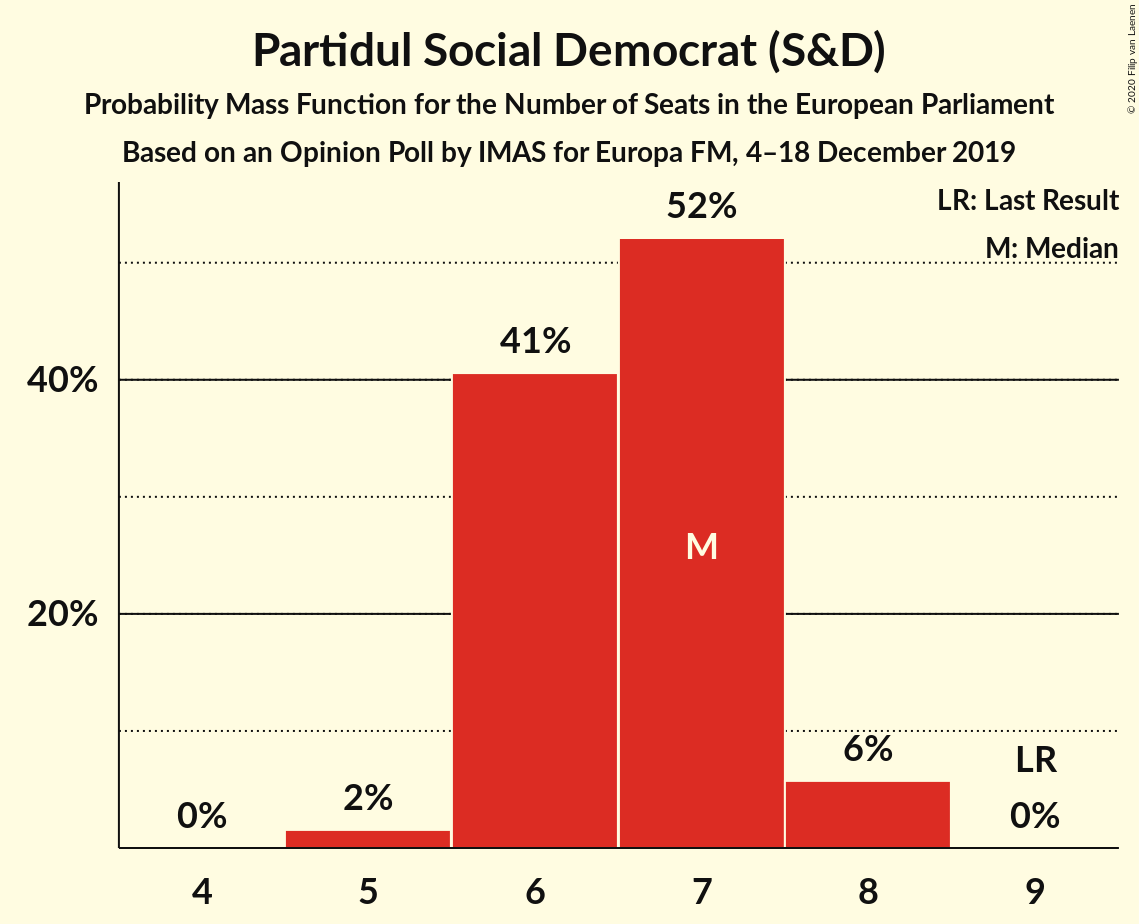 Partidul Social Democrat (S&D)
Probability Mass Function for the Number of Seats in the European Parliament
Based on an Opinion Poll by IMAS for Europa FM, 4–18 December 2019
© 2020 Filip van Laenen
LR: Last Result
M: Median
52%
41%
40%
M
20%
6%
LR
2%
0%
0%
4 5 6 7 8 9